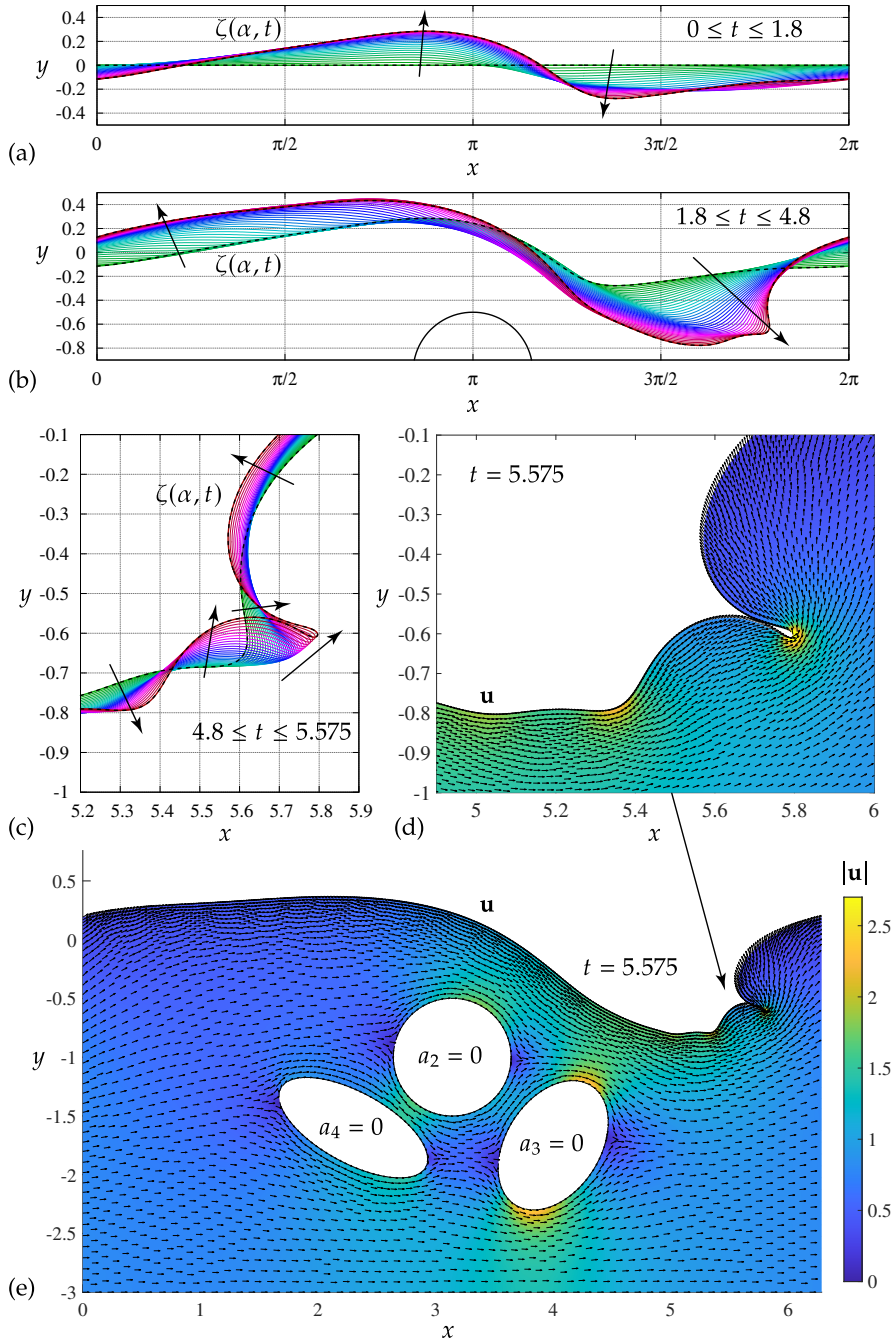 0.4
0.2
0
-0.2
-0.4
y
ζ(α, t)
0 ≤ t ≤ 1.8
(a)
0
π/2
π
3π/2
2π
x
0.4
0.2
0
-0.2
-0.4
-0.6
-0.8
y
ζ(α, t)
1.8 ≤ t ≤ 4.8
(b)
0
π/2
π
3π/2
2π
x
-0.1
-0.2
-0.3
-0.4
-0.5
-0.6
-0.7
-0.8
-0.9
-1
y
ζ(α, t)
4.8 ≤ t ≤ 5.575
(c)
5.2
5.3
5.4
5.5
5.6
5.7
5.8
5.9
x
-0.1
-0.2
-0.3
-0.4
-0.5
-0.6
-0.7
-0.8
-0.9
-1
y
t = 5.575
u
(d)
5
5.2
5.4
5.6
5.8
6
x
0.5
0
-0.5
-1
-1.5
-2
-2.5
-3
y
u
t = 5.575
a2 = 0
a4 = 0
a3 = 0
(e)
0
1
2
3
4
5
6
x
|u|
2.5
2
1.5
1
0.5
0